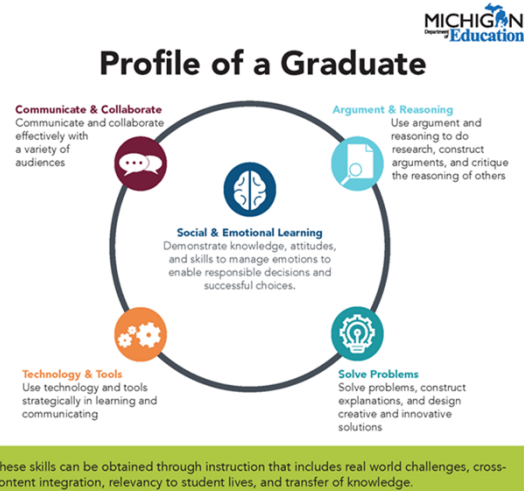 MICHIGAN
Department of Education
Profile of a Graduate
Communicate & Collaborate
Communicate and collaborate
effectively with
a variety of
audiences
Argument & Reasoning
Use argument and
reasoning to do
research, construct
arguments, and critique
the reasoning of others
Social & Emotional Learning
Demonstrate knowledge, attitudes,
and skills to manage emotions to
enable responsible decisions and
successful choices.
Technology & Tools
Use technology and tools
strategically in learning and
communicating
Solve Problems
Solve problems, construct
explanations, and design
creative and innovative
solutions
hese skills can be obtained through instruction that includes real world challenges, cross-
ontent integration, relevancy to student lives, and transfer of knowledge.